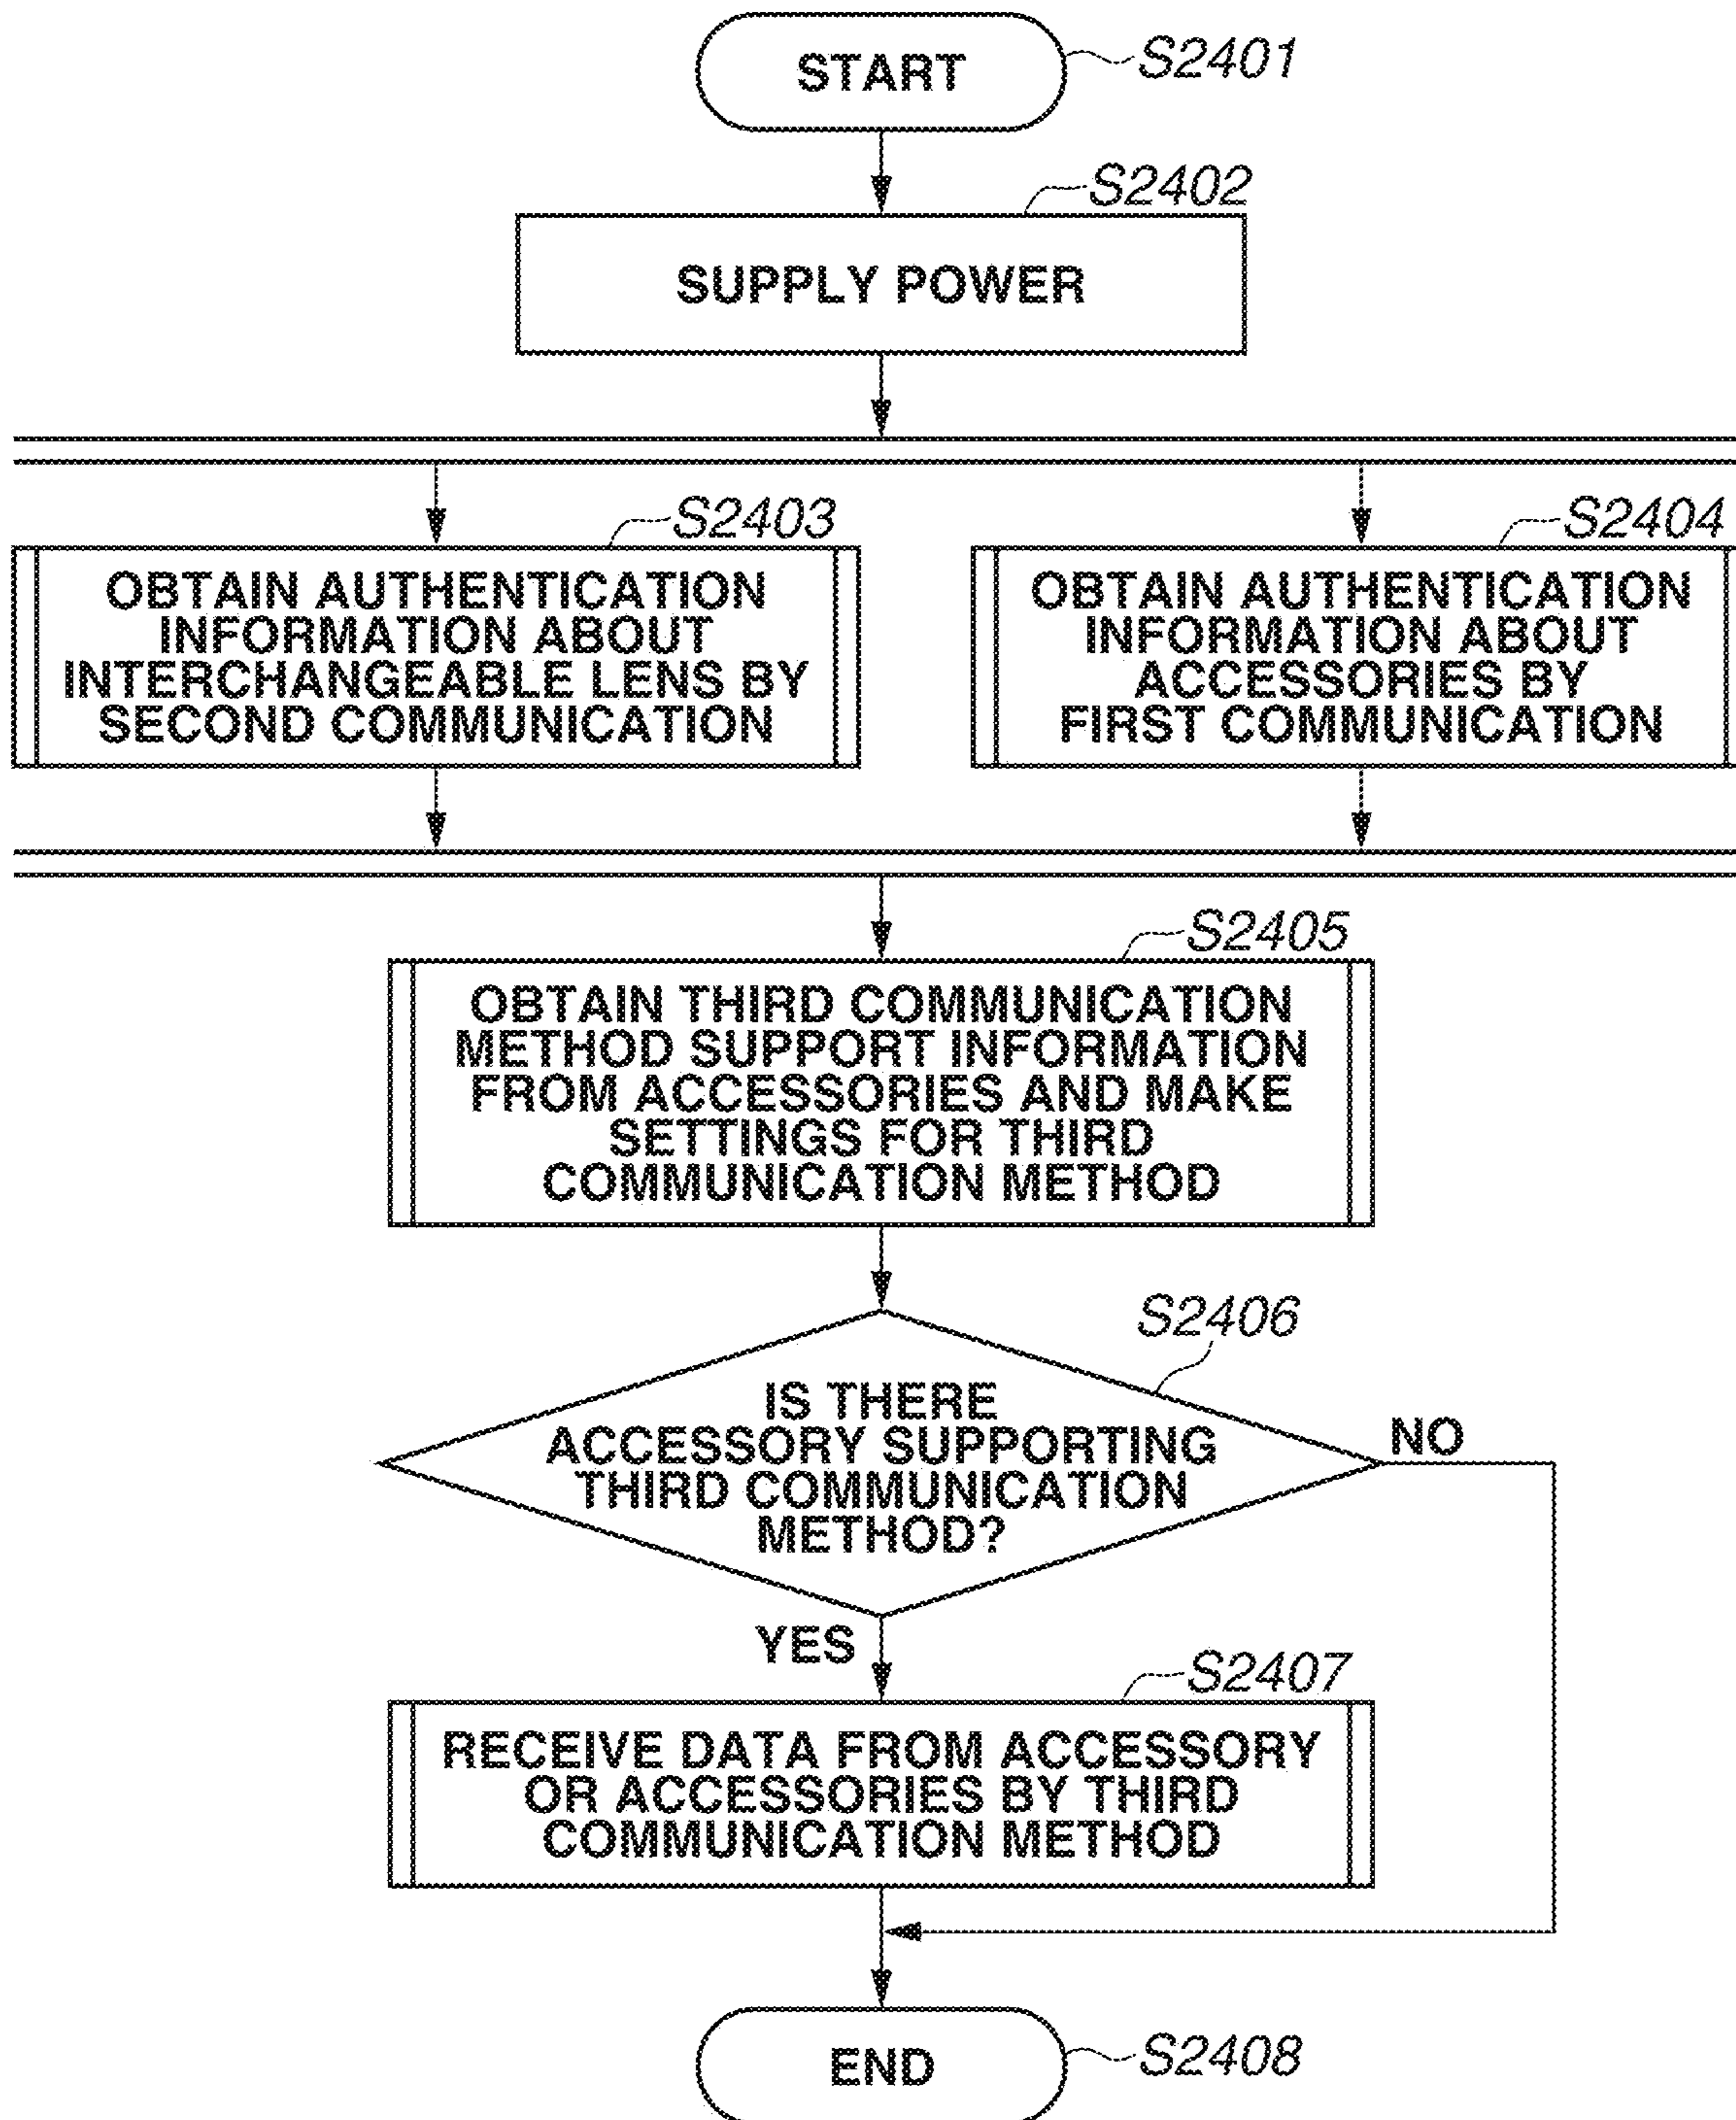 START
S2401
S2402
SUPPLY POWER
S2403
OBTAIN AUTHENTICATION
INFORMATION ABOUT
INTERCHANGEABLE LENS BY
SECOND COMMUNICATION
S2404
OBTAIN AUTHENTICATION
INFORMATION ABOUT
ACCESSORIES BY
FIRST COMMUNICATION
S2405
OBTAIN THIRD COMMUNICATION
METHOD SUPPORT INFORMATION
FROM ACCESSORIES AND MAKE
SETTINGS FOR THIRD
COMMUNICATION METHOD
S2406
IS THERE
ACCESSORY SUPPORTING
THIRD COMMUNICATION
METHOD?
NO
YES
S2407
RECEIVE DATA FROM ACCESSORY
OR ACCESSORIES BY THIRD
COMMUNICATION METHOD
END
S2408